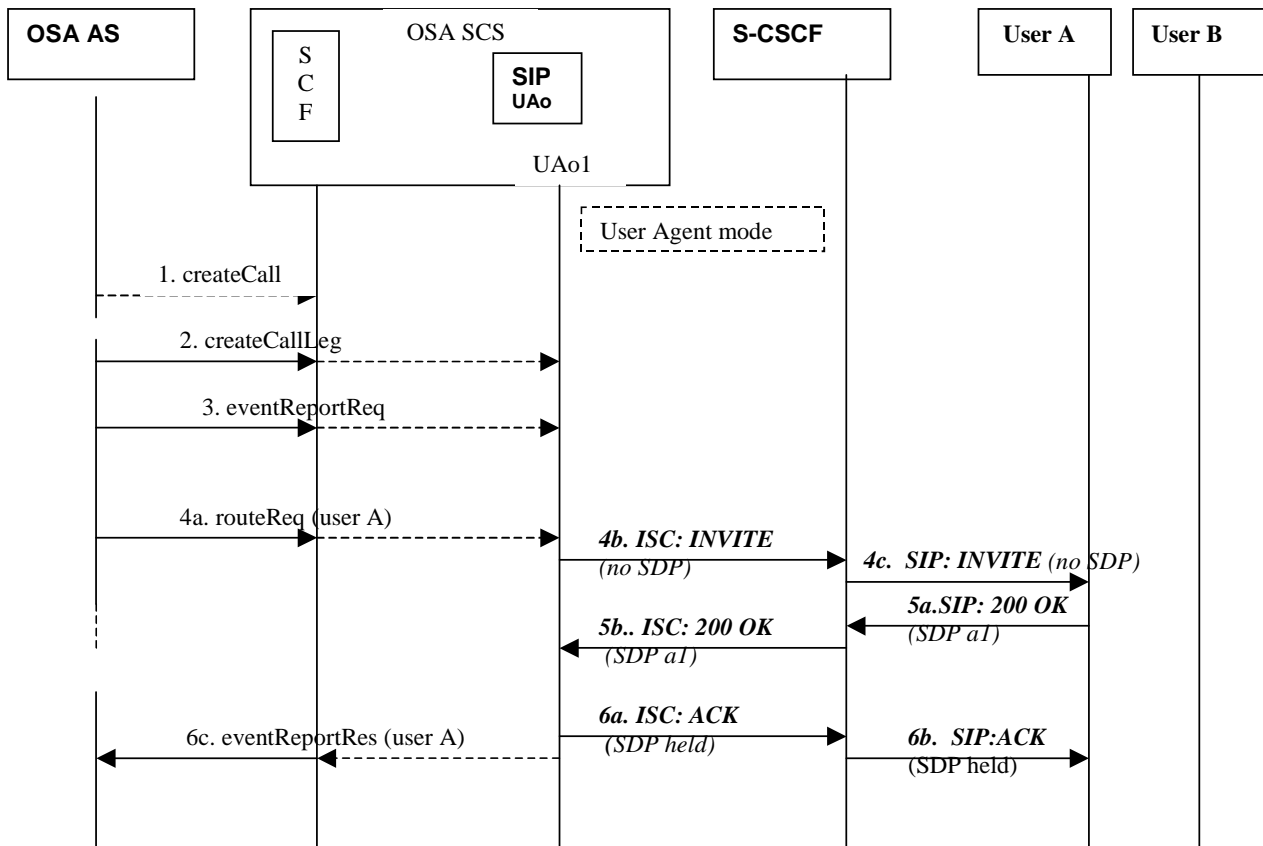 OSA AS
OSA SCS
S-CSCF
User A
User B
S
C
F
SIP
UAo
UAo1
User Agent mode
1. createCall
2. createCallLeg
3. eventReportReq
4a. routeReq (user A)
4b. ISC: INVITE
(no SDP)
4c. SIP: INVITE (no SDP)
5a.SIP: 200 OK
(SDP a1)
5b.. ISC: 200 OK
(SDP a1)
6a. ISC: ACK
(SDP held)
6b. SIP:ACK
(SDP held)
6c. eventReportRes (user A)